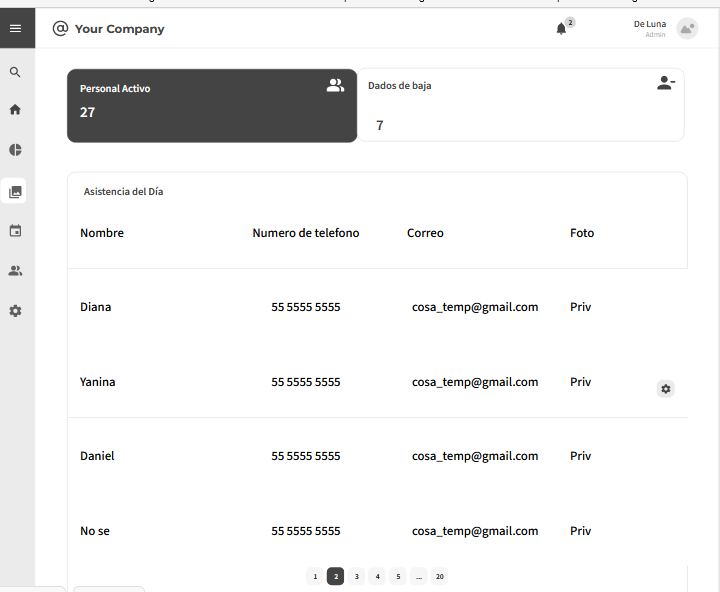 @ Your Company
2
De Luna
Admin
Personal Activo
27
Dados de baja
7
Asistencia del Día
Nombre Numero de telefono Correo Foto
Diana 55 5555 5555 cosa_temp@gmail.com Priv
Yanina 55 5555 5555 cosa_temp@gmail.com Priv
Daniel 55 5555 5555 cosa_temp@gmail.com Priv
No se 55 5555 5555 cosa_temp@gmail.com Priv
1 2 3 4 5 ... 20